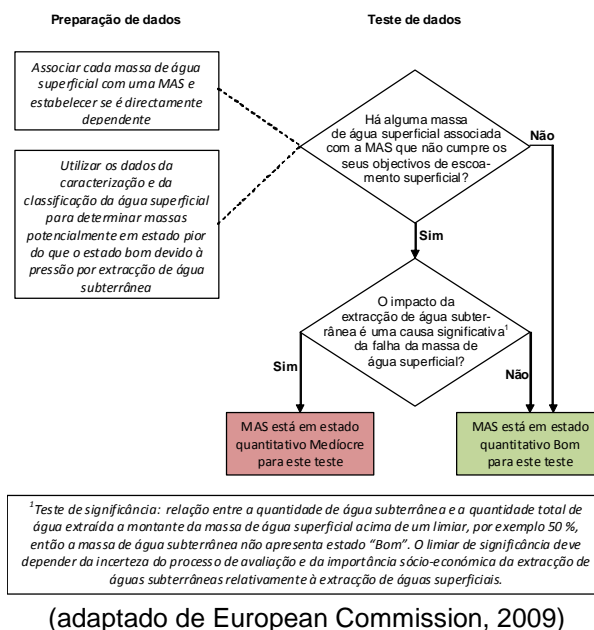 Preparação de dados
Teste de dados
Associar cada massa de água
superficial com uma MAS e
estabelecer se é directamente
dependente
Utilizar os dados da
caracterização e da
classificação da água superficial
para determinar massas
potencialmente em estado pior
do que o estado bom devido à
pressão por extracção de água
subterrânea
Há alguma massa
de água superficial associada
com a MAS que não cumpre os
seus objectivos de escoa-
mento superficial?
Não
Sim
O impacto da
extracção de água subter-
rânea é uma causa significativa¹
da falha da massa de
água superficial?
Sim
Não
MAS está em estado
quantitativo Medíocre
para este teste
MAS está em estado
quantitativo Bom
para este teste
¹Teste de significância: relação entre a quantidade de água subterrânea e a quantidade total de
água extraída a montante da massa de água superficial acima de um limiar, por exemplo 50 %,
então a massa de água subterrânea não apresenta estado “Bom”. O limiar de significância deve
depender da incerteza do processo de avaliação e da importância sócio-económica da extracção de
águas subterrâneas relativamente à extracção de águas superficiais.
(adaptado de European Commission, 2009)